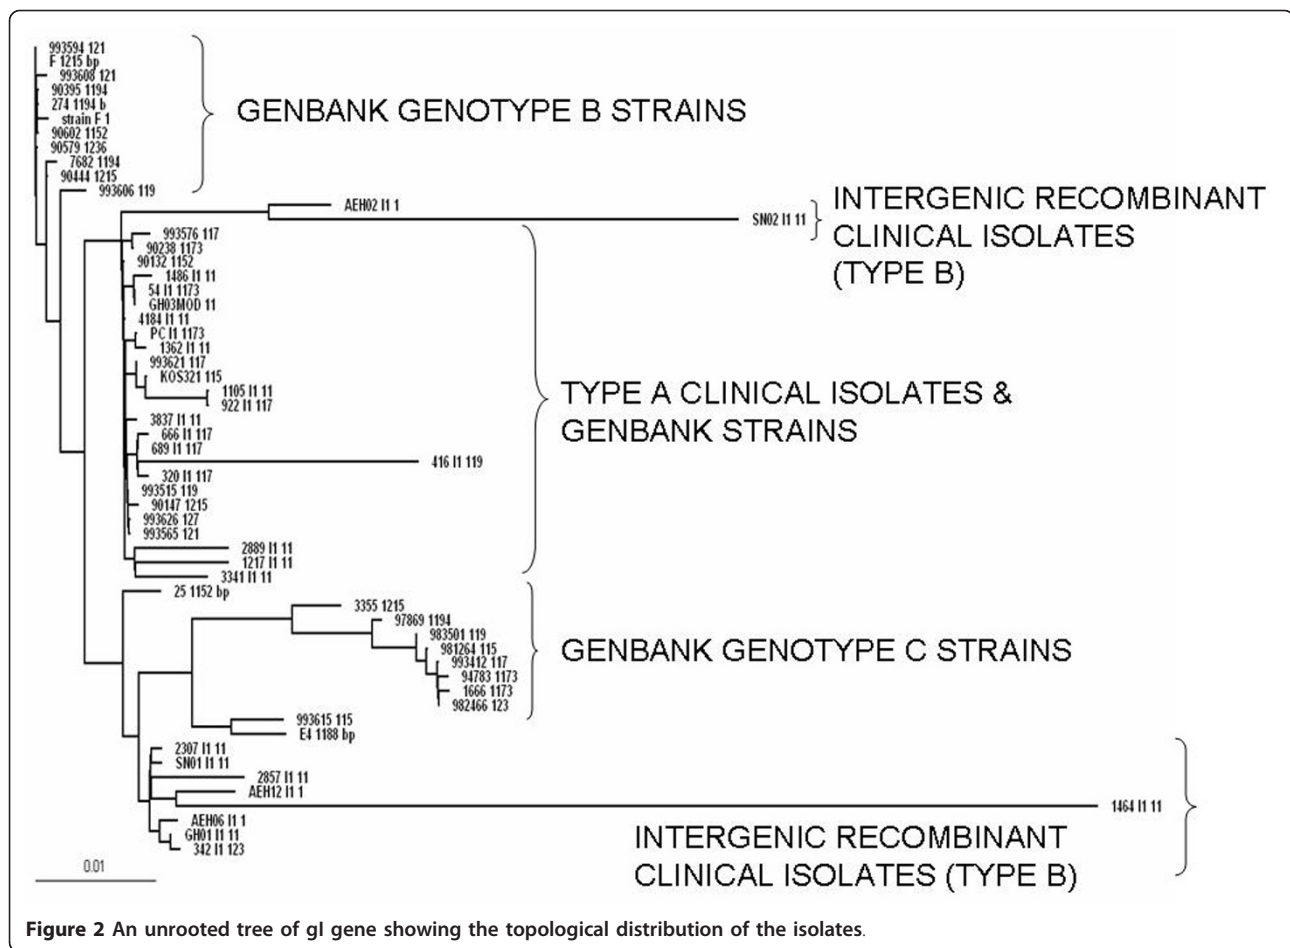 993594 121
F 1215 bp
993608 121
90395 1194
274 1194 b
strain F 1
90602 1152
90579 1236
7682 1194
90444 1215
993606 119
GENBANK GENOTYPE B STRAINS
AEH02 I1 1
SN02 I1 11
INTERGENIC RECOMBINANT
CLINICAL ISOLATES
(TYPE B)
993576 117
90238 1173
90132 1152
1486 I1 11
54 I1 1173
GH03MOD 11
4184 I1 11
PC I1 1173
1362 I1 11
993621 117
KOS321 115
1105 I1 11
922 I1 117
3837 I1 11
666 I1 117
689 I1 117
416 I1 119
320 I1 117
993515 119
90147 1215
993626 127
993565 121
2889 I1 11
1217 I1 11
3341 I1 11
TYPE A CLINICAL ISOLATES &
GENBANK STRAINS
25 1152 bp
3355 1215
97869 1194
983501 119
981264 115
993412 117
94783 1173
1666 1173
982466 123
GENBANK GENOTYPE C STRAINS
993615 115
E4 1188 bp
2307 I1 11
SN01 I1 11
2857 I1 11
AEH12 I1 1
1464 I1 11
AEH06 I1 1
GH01 I1 11
342 I1 123
INTERGENIC RECOMBINANT
CLINICAL ISOLATES (TYPE B)
0.01
Figure 2 An unrooted tree of gI gene showing the topological distribution of the isolates.